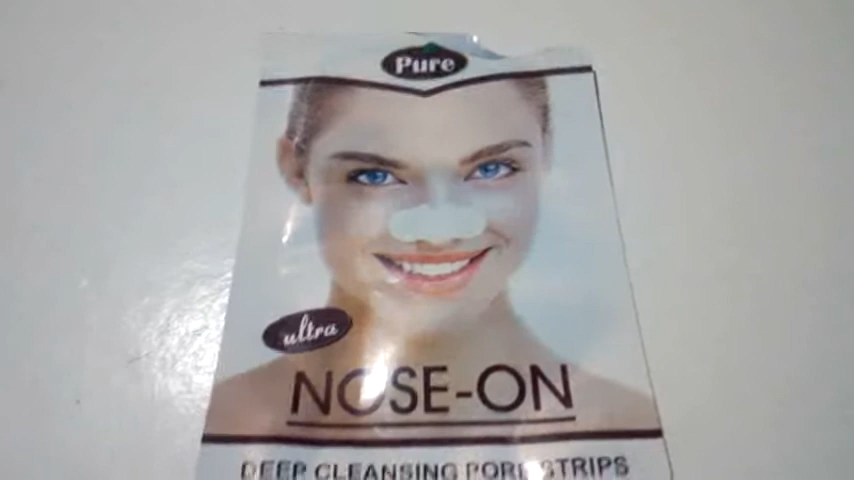 Pure
ultra
NOSE-ON
DEEP CLEANSING PORE STRIPS